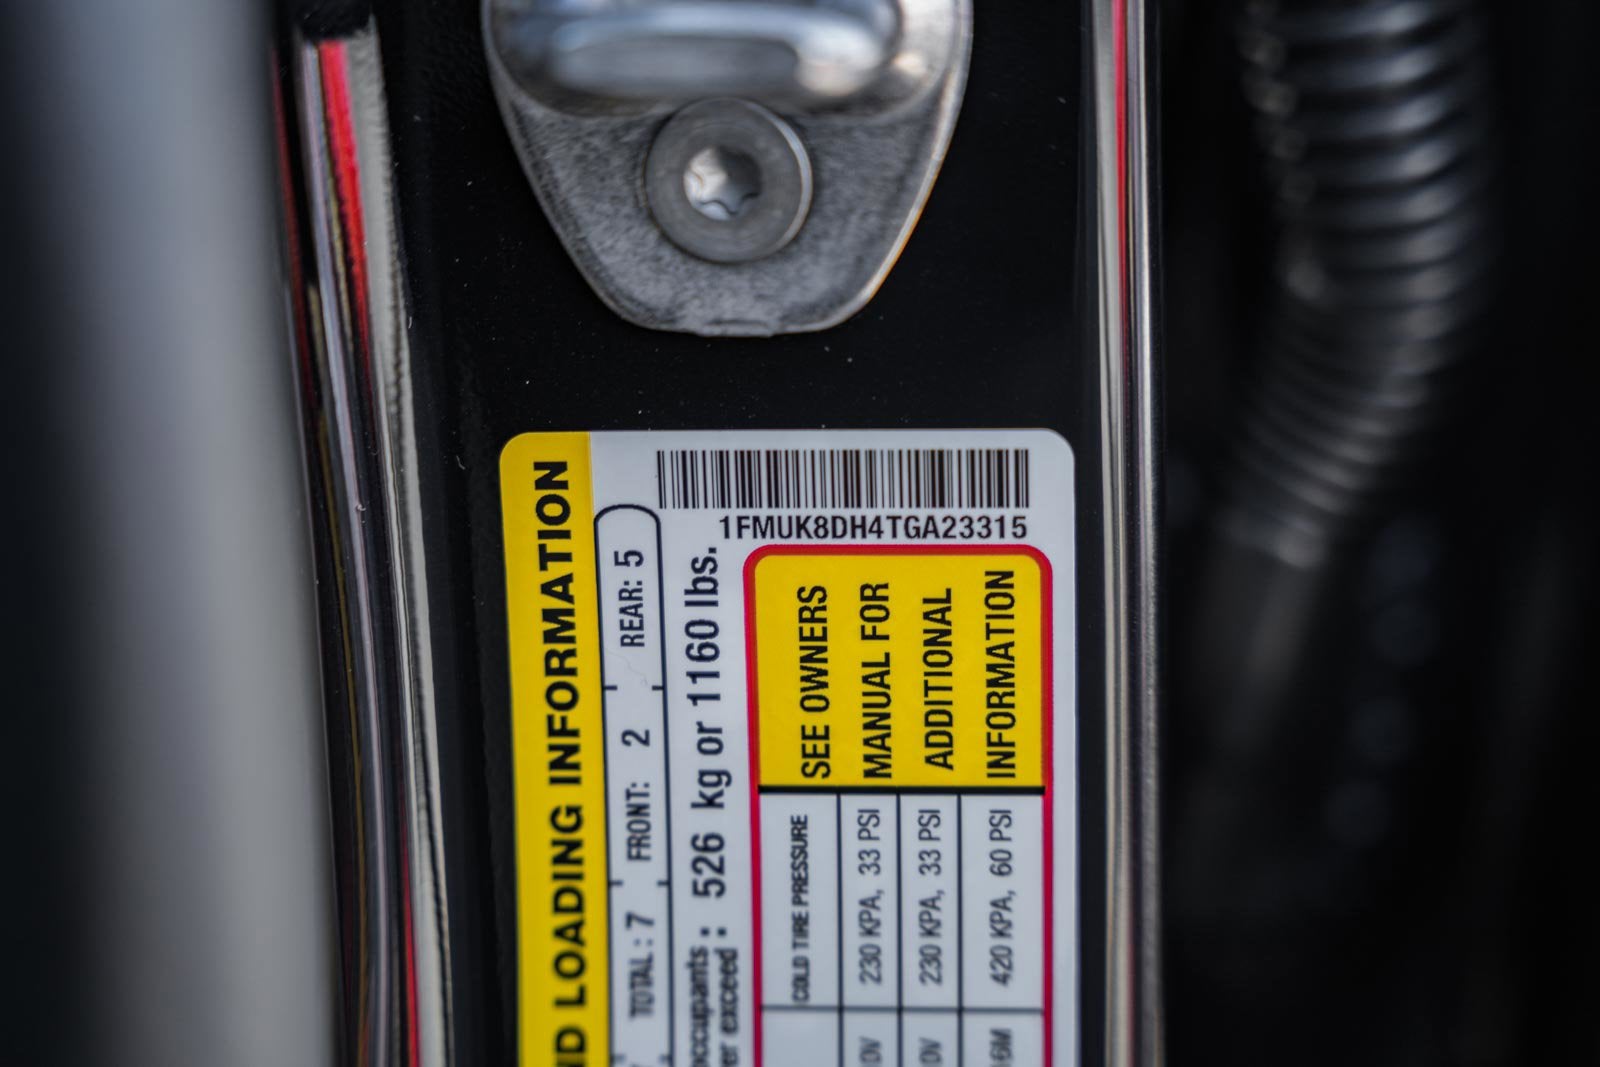 1FMUK8DH4TGA23315
LOADING INFORMATION
TOTAL : 7 FRONT: 2 REAR: 5
occupants : 526 kg or 1160 lbs.
exceed
COLD TIRE PRESSURE
230 KPA, 33 PSI
230 KPA, 33 PSI
420 KPA, 60 PSI
SEE OWNERS
MANUAL FOR
ADDITIONAL
INFORMATION